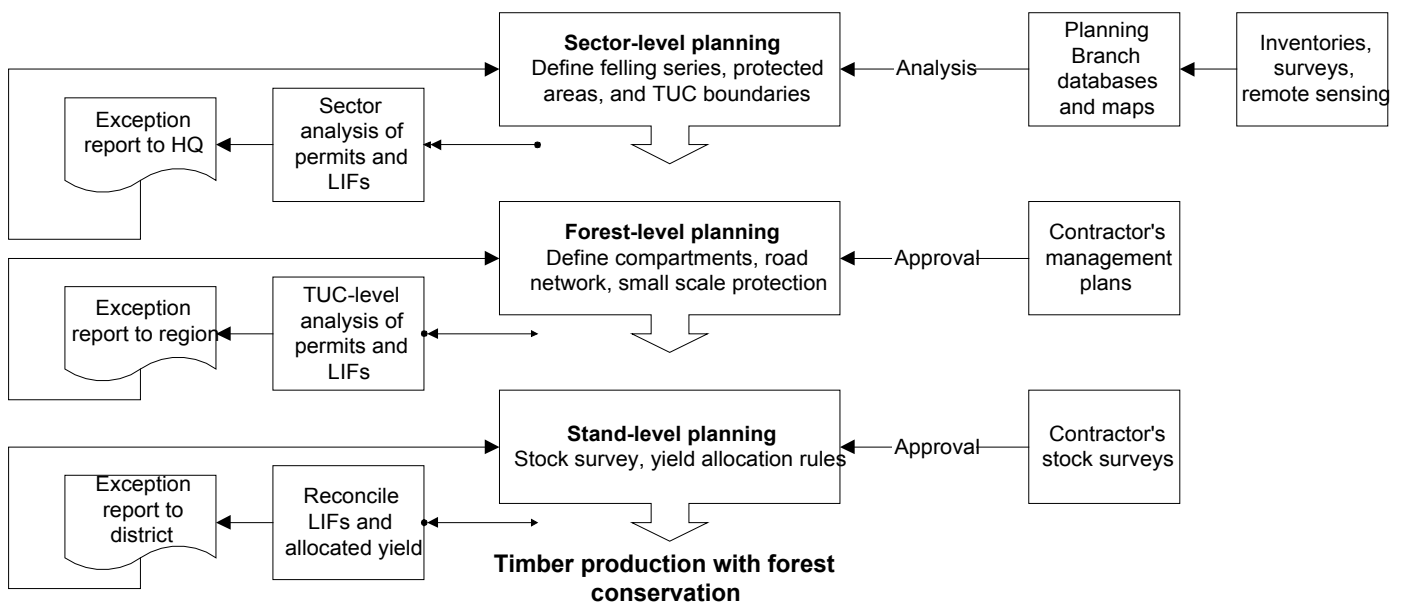 Sector-level planning
Define felling series, protected
areas, and TUC boundaries
Analysis
Planning
Branch
databases
and maps
Inventories,
surveys,
remote sensing
Sector
analysis of
permits and
LIFs
Exception
report to HQ
Forest-level planning
Define compartments, road
network, small scale protection
Approval
Contractor's
management
plans
TUC-level
analysis of
permits and
LIFs
Exception
report to region
Stand-level planning
Stock survey, yield allocation rules
Approval
Contractor's
stock surveys
Reconcile
LIFs and
allocated yield
Exception
report to
district
Timber production with forest
conservation